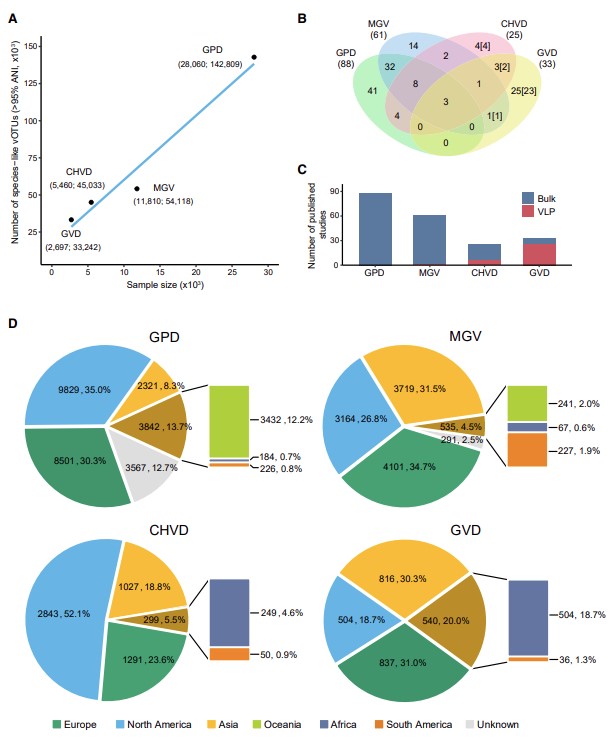 A
Number of species-like vOTUs (>95% ANI, x10³)
150
125
100
75
50
25
0
5
10
15
20
25
30
Sample size (x10³)
GPD
(28,060; 142,809)
CHVD
(5,460; 45,033)
MGV
(11,810; 54,118)
GVD
(2,697; 33,242)
B
MGV
(61)
CHVD
(25)
GPD
(88)
GVD
(33)
14
2
4[4]
32
3[2]
8
1
41
25[23]
3
4
1[1]
0
0
0
C
Number of published
studies
90
60
30
0
Bulk
VLP
GPD
MGV
CHVD
GVD
D
GPD
9829, 35.0%
2321, 8.3%
3842, 13.7%
8501, 30.3%
3567, 12.7%
3432, 12.2%
184, 0.7%
226, 0.8%
MGV
3719, 31.5%
3164, 26.8%
535, 4.5%
291, 2.5%
4101, 34.7%
241, 2.0%
67, 0.6%
227, 1.9%
CHVD
1027, 18.8%
2843, 52.1%
299, 5.5%
1291, 23.6%
249, 4.6%
50, 0.9%
GVD
816, 30.3%
504, 18.7%
540, 20.0%
837, 31.0%
504, 18.7%
36, 1.3%
Europe
North America
Asia
Oceania
Africa
South America
Unknown